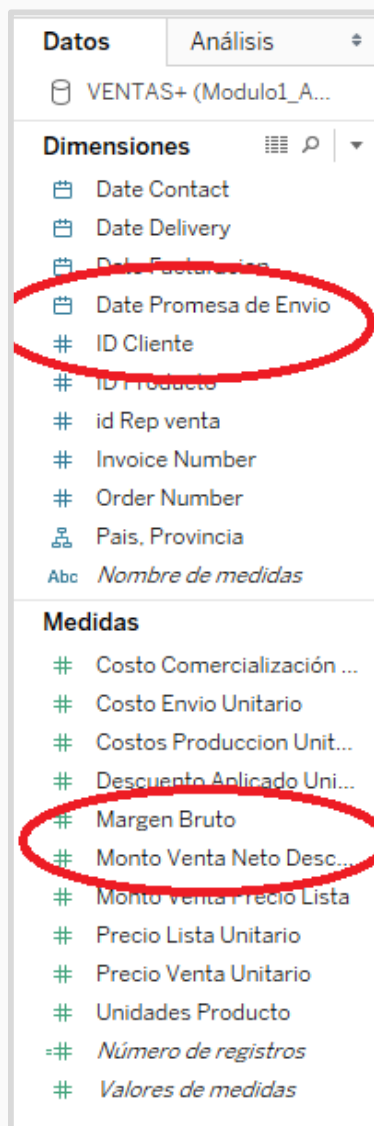 Datos Análisis
VENTAS+ (Modulo1_A...
Dimensiones
Date Contact
Date Delivery
Date Facturacion
Date Promesa de Envio
# ID Cliente
# ID Producto
# id Rep venta
# Invoice Number
# Order Number
Pais, Provincia
Abc Nombre de medidas
Medidas
# Costo Comercialización ...
# Costo Envio Unitario
# Costos Produccion Unit...
# Descuento Aplicado Uni...
# Margen Bruto
# Monto Venta Neto Desc...
# Monto Venta Precio Lista
# Precio Lista Unitario
# Precio Venta Unitario
# Unidades Producto
=# Número de registros
# Valores de medidas